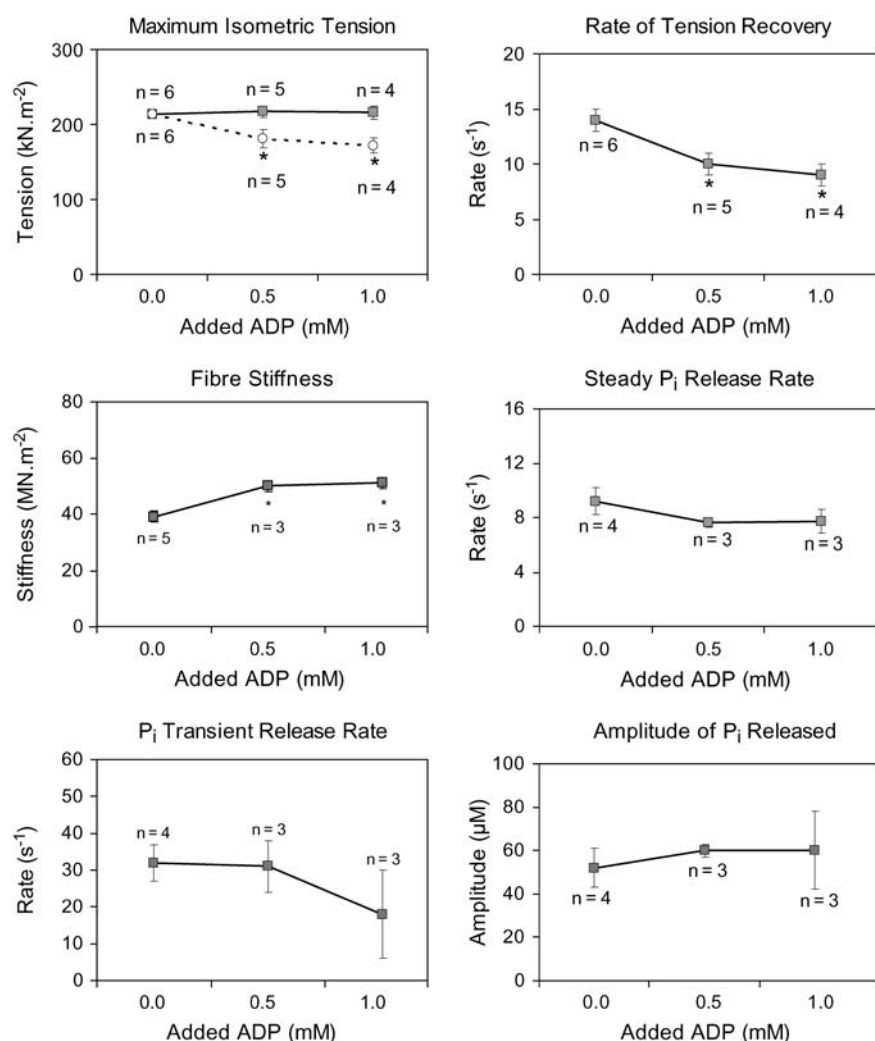 Maximum Isometric Tension
300
200
100
0
Tension (kN.m-2)
n = 6
n = 5
n = 4
n = 6
*
*
n = 5
n = 4
0.0
0.5
1.0
Added ADP (mM)
Rate of Tension Recovery
20
15
10
5
0
Rate (s-1)
n = 6
*
*
n = 5
n = 4
0.0
0.5
1.0
Added ADP (mM)
Fibre Stiffness
80
60
40
20
0
Stiffness (MN.m-2)
*
*
n = 5
n = 3
n = 3
0.0
0.5
1.0
Added ADP (mM)
Steady Pi Release Rate
16
12
8
4
0
Rate (s-1)
n = 4
n = 3
n = 3
0.0
0.5
1.0
Added ADP (mM)
Pi Transient Release Rate
60
50
40
30
20
10
0
Rate (s-1)
n = 4
n = 3
n = 3
0.0
0.5
1.0
Added ADP (mM)
Amplitude of Pi Released
100
80
60
40
20
0
Amplitude (µM)
n = 4
n = 3
n = 3
0.0
0.5
1.0
Added ADP (mM)